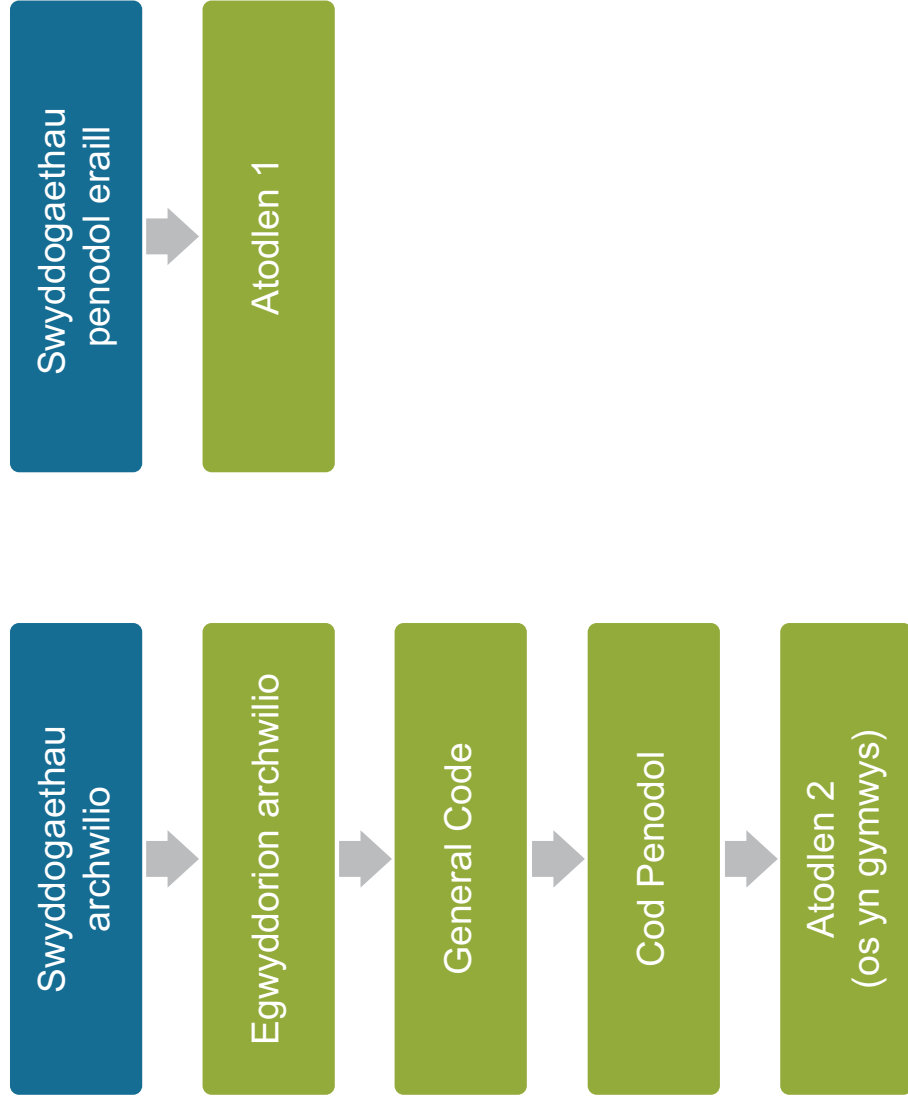 Swyddogaethau
archwilio
Egwyddorion archwilio
General Code
Cod Penodol
Atodlen 2
(os yn gymwys)
Swyddogaethau
penodol eraill
Atodlen 1